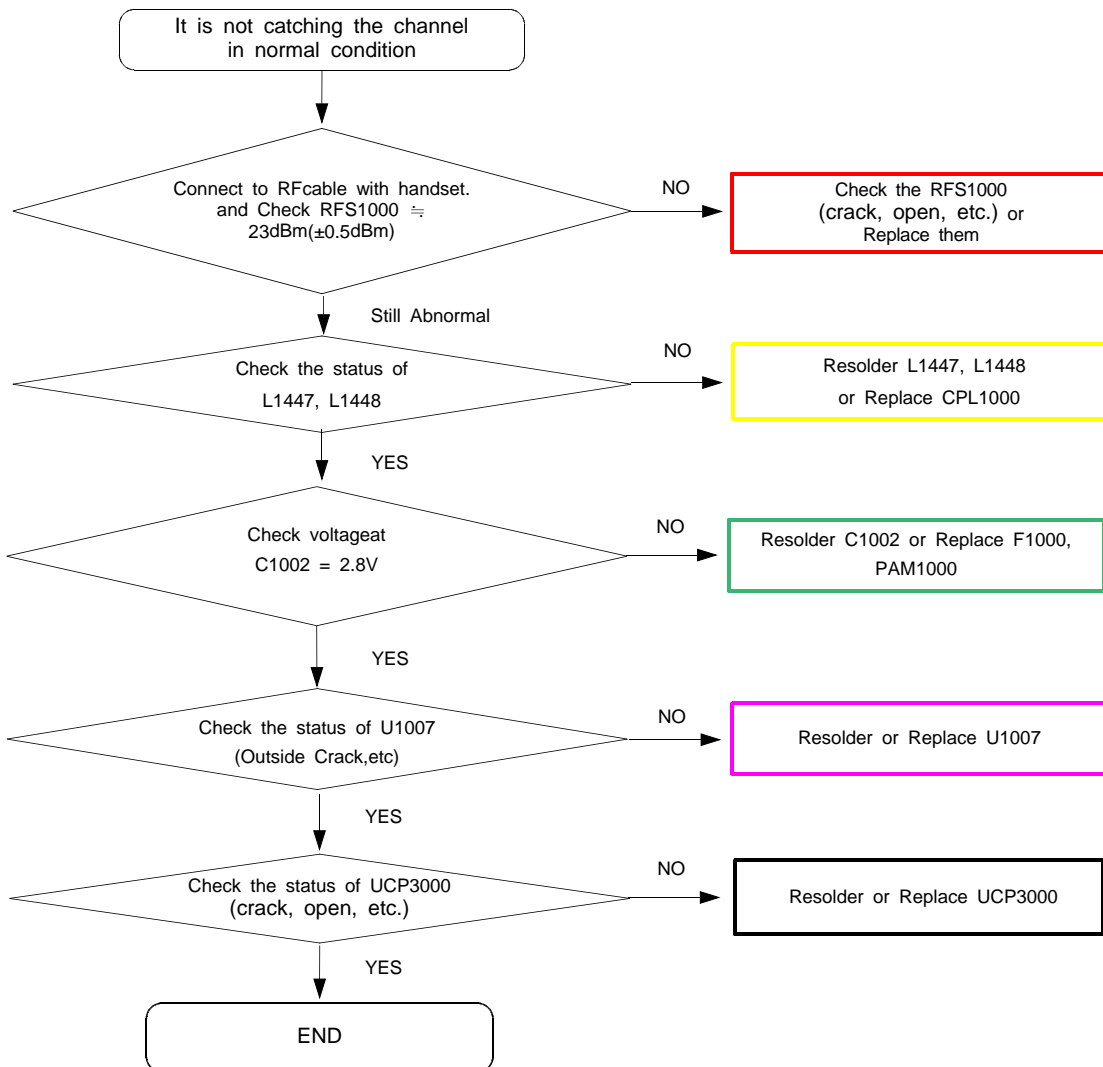 It is not catching the channel
in normal condition
Connect to RFcable with handset.
and Check RFS1000 ≒
23dBm(±0.5dBm)
NO
Check the RFS1000
(crack, open, etc.) or
Replace them
Still Abnormal
Check the status of
L1447, L1448
NO
Resolder L1447, L1448
or Replace CPL1000
YES
Check voltageat
C1002 = 2.8V
NO
Resolder C1002 or Replace F1000,
PAM1000
YES
Check the status of U1007
(Outside Crack,etc)
NO
Resolder or Replace U1007
YES
Check the status of UCP3000
(crack, open, etc.)
NO
Resolder or Replace UCP3000
YES
END